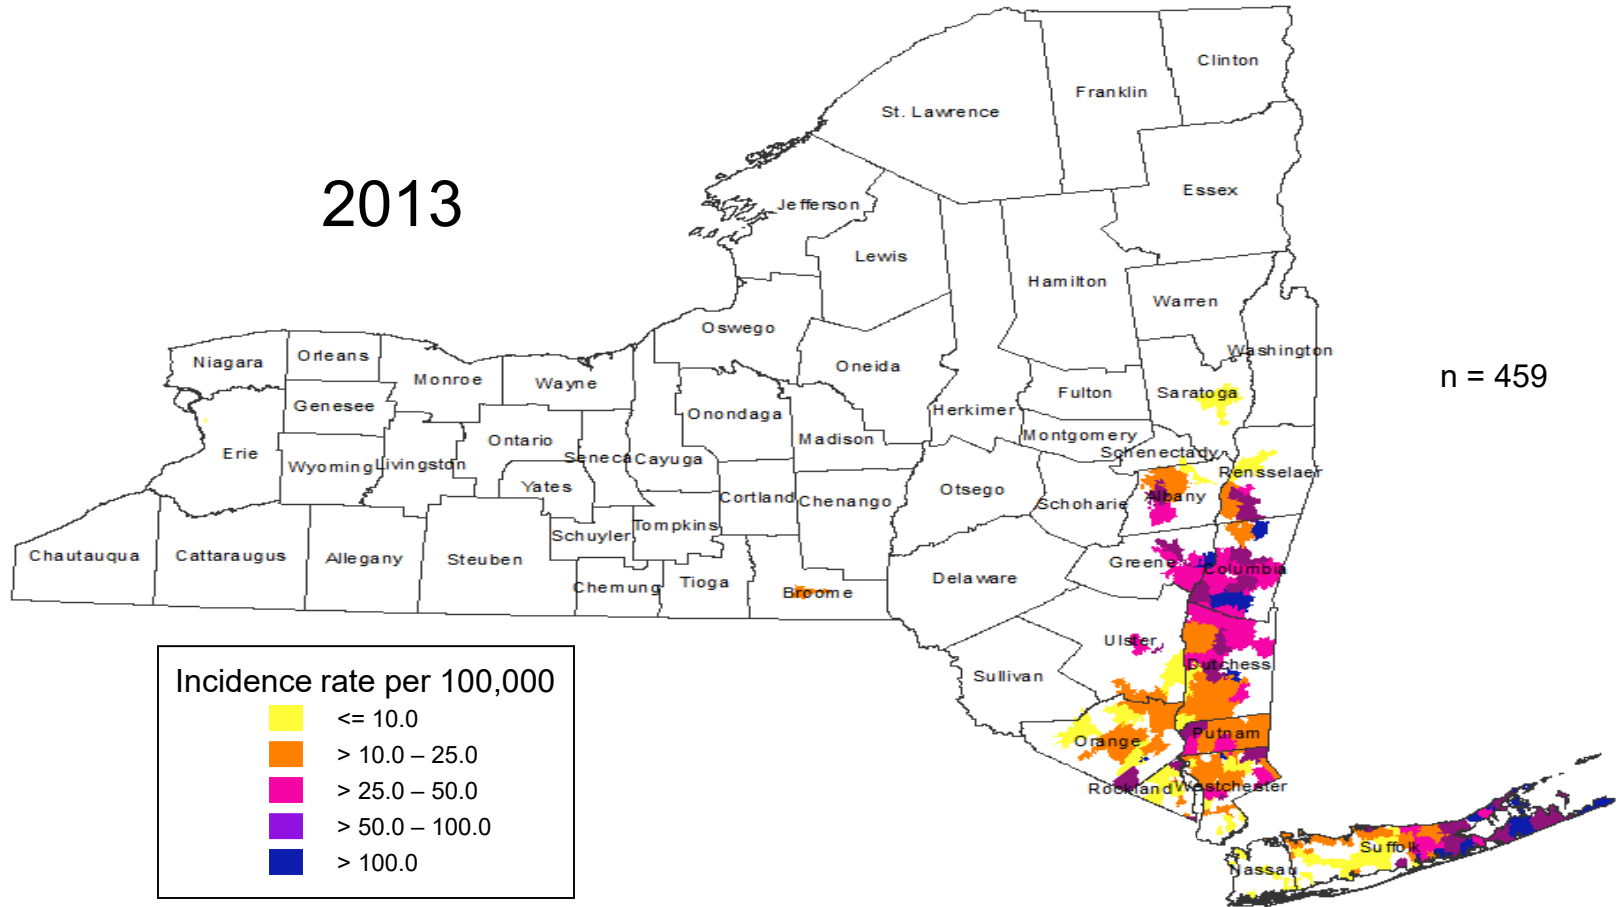 Clinton
Franklin
St. Lawrence
2013
Essex
Jefferson
Lewis
Hamilton
Warren
Oswego
Washington
Niagara
Orleans
Oneida
n = 459
Monroe
Wayne
Fulton
Saratoga
Genesee
Onondaga
Herkimer
Madison
Montgomery
Ontario
Erie
Schenectady
Seneca
Cayuga
Wyoming
Livingston
Rensselaer
Yates
Otsego
Albany
Cortland
Chenango
Schoharie
Tompkins
Schuyler
Chautauqua
Cattaraugus
Allegany
Steuben
Greene
Columbia
Delaware
Tioga
Chemung
Broome
Ulster
Dutchess
Sullivan
Incidence rate per 100,000
<= 10.0
> 10.0 – 25.0
> 25.0 – 50.0
> 50.0 – 100.0
> 100.0
Putnam
Orange
Rockland
Westchester
Suffolk
Nassau